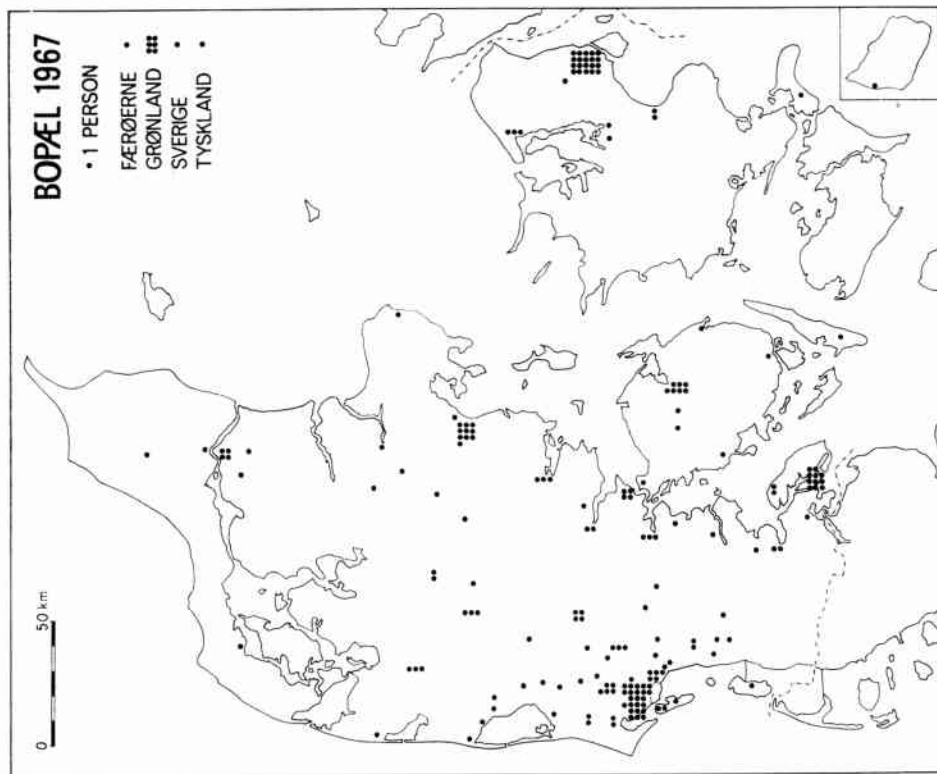 BOPÆL 1967
• 1 PERSON
FÆRØERNE
GRØNLAND
SVERIGE
TYSKLAND
0 50 km